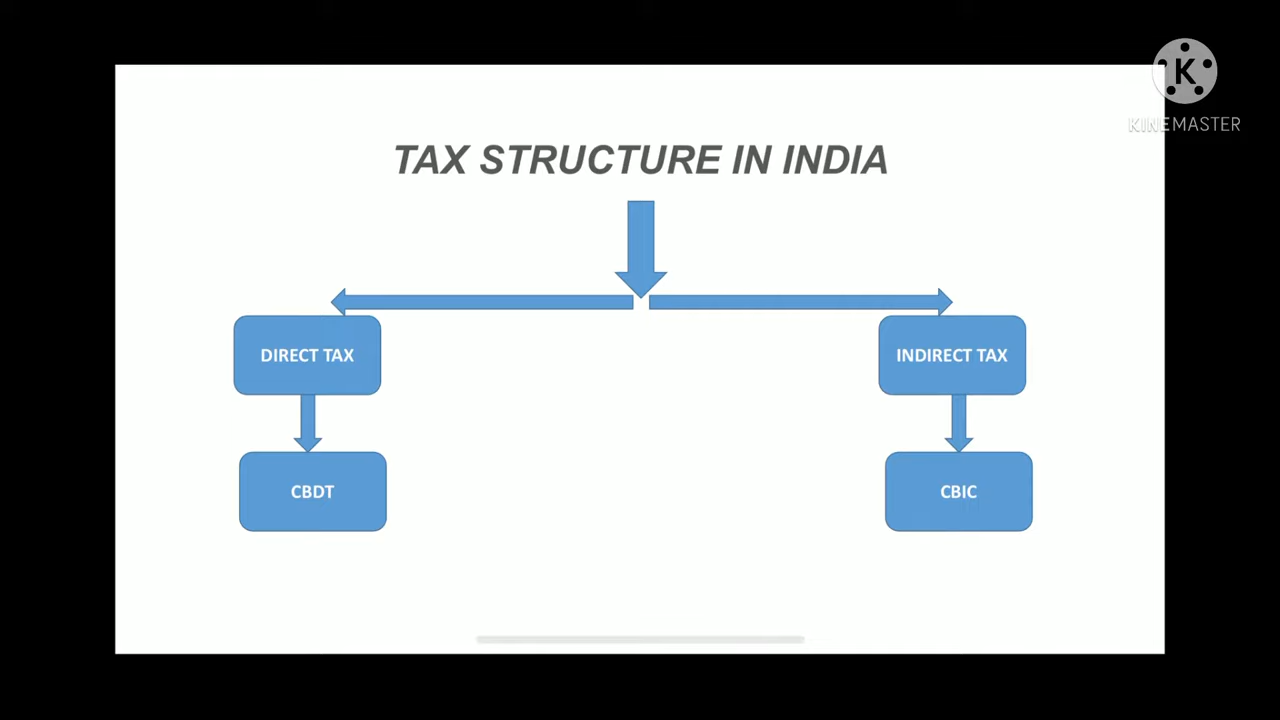 K
KINEMASTER
TAX STRUCTURE IN INDIA
DIRECT TAX
INDIRECT TAX
CBDT
CBIC